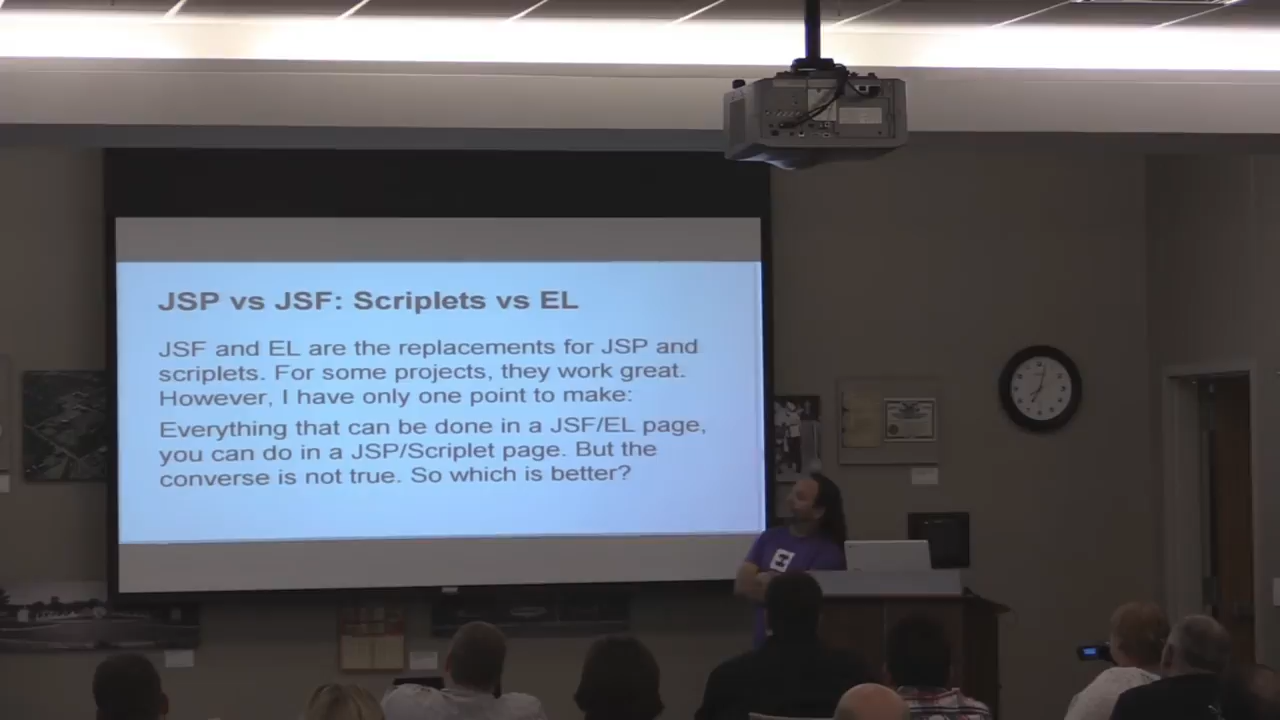 JSP vs JSF: Scriplets vs EL
JSF and EL are the replacements for JSP and
scriplets. For some projects, they work great.
However, I have only one point to make:
Everything that can be done in a JSF/EL page,
you can do in a JSP/Scriplet page. But the
converse is not true. So which is better?